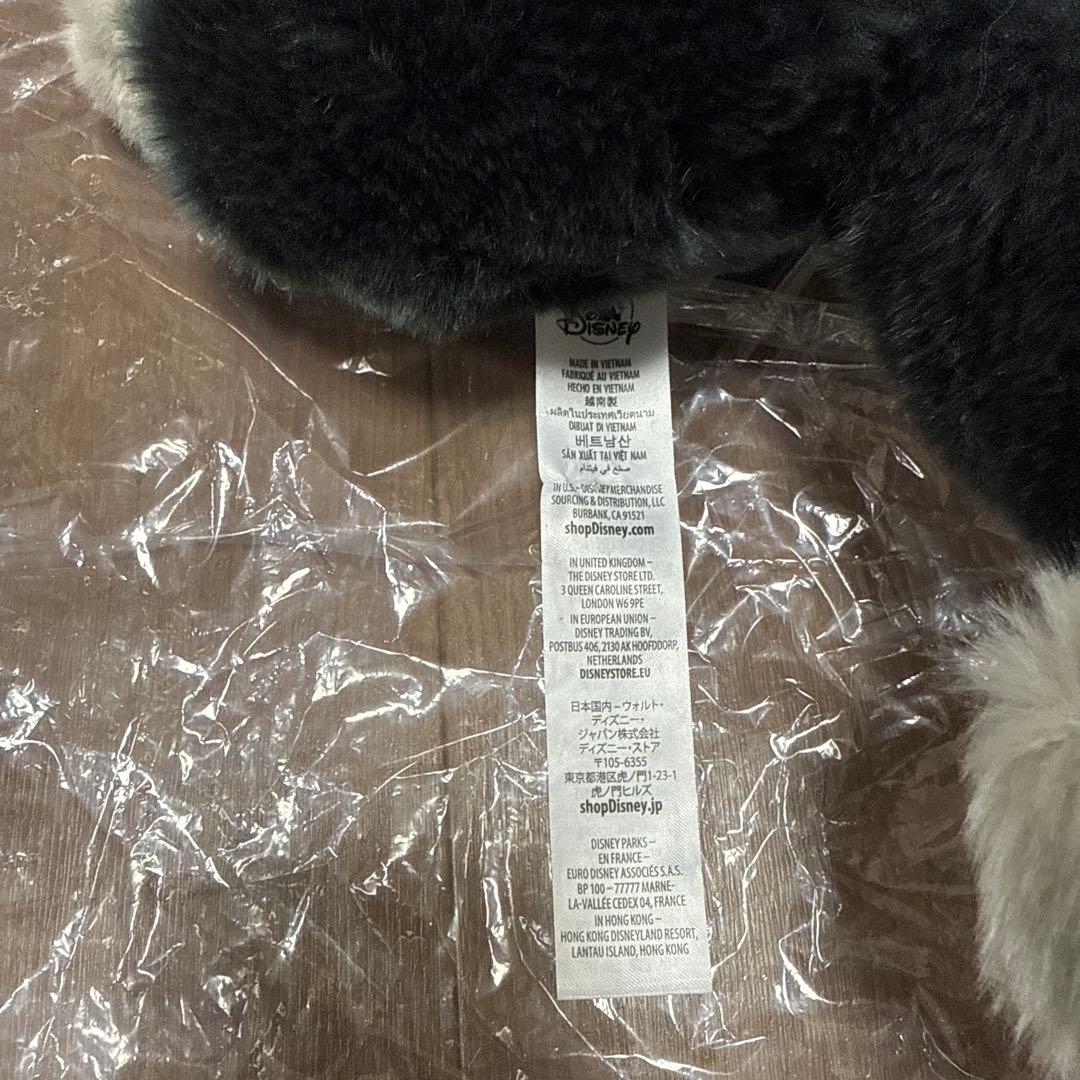 Disney
MADE IN VIETNAM
FABRIQUÉ AU VIETNAM
HECHO EN VIETNAM
越南製
ผลิตในประเทศเวียดนาม
DIBUAT DI VIETNAM
베트남산
SẢN XUẤT TẠI VIỆT NAM
صنع في فيتنام
IN U.S.– DISNEY MERCHANDISE
SOURCING & DISTRIBUTION, LLC
BURBANK, CA 91521
shopDisney.com
IN UNITED KINGDOM –
THE DISNEY STORE LTD.
3 QUEEN CAROLINE STREET,
LONDON W6 9PE
IN EUROPEAN UNION –
DISNEY TRADING BV,
POSTBUS 406, 2130 AK HOOFDDORP,
NETHERLANDS
DISNEYSTORE.EU
日本国内 – ウォルト・
ディズニー・
ジャパン株式会社
ディズニー・ストア
〒105-6355
東京都港区虎ノ門1-23-1
虎ノ門ヒルズ
shopDisney.jp
DISNEY PARKS –
EN FRANCE –
EURO DISNEY ASSOCIÉS S.A.S.
BP 100 – 77777 MARNE-
LA-VALLÉE CEDEX 04, FRANCE
IN HONG KONG –
HONG KONG DISNEYLAND RESORT,
LANTAU ISLAND, HONG KONG